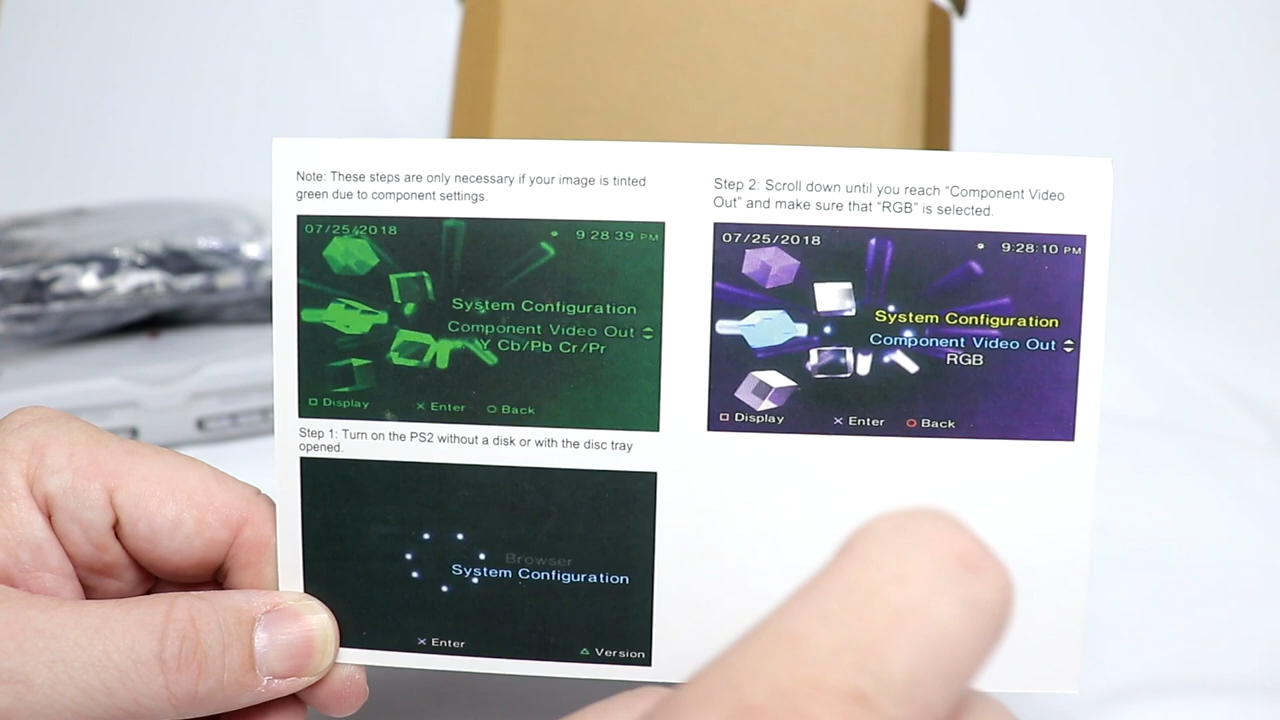 Note: These steps are only necessary if your image is tinted
green due to component settings.
07/25/2018
9 28 39 PM
System Configuration
Component Video Out
Y Cb/Pb Cr/Pr
Display
Enter
Back
Step 1: Turn on the PS2 without a disk or with the disc tray
opened.
Browser
System Configuration
Enter
Version
Step 2: Scroll down until you reach “Component Video
Out” and make sure that “RGB” is selected.
07/25/2018
9:28:10 PM
System Configuration
Component Video Out
RGB
Display
Enter
Back